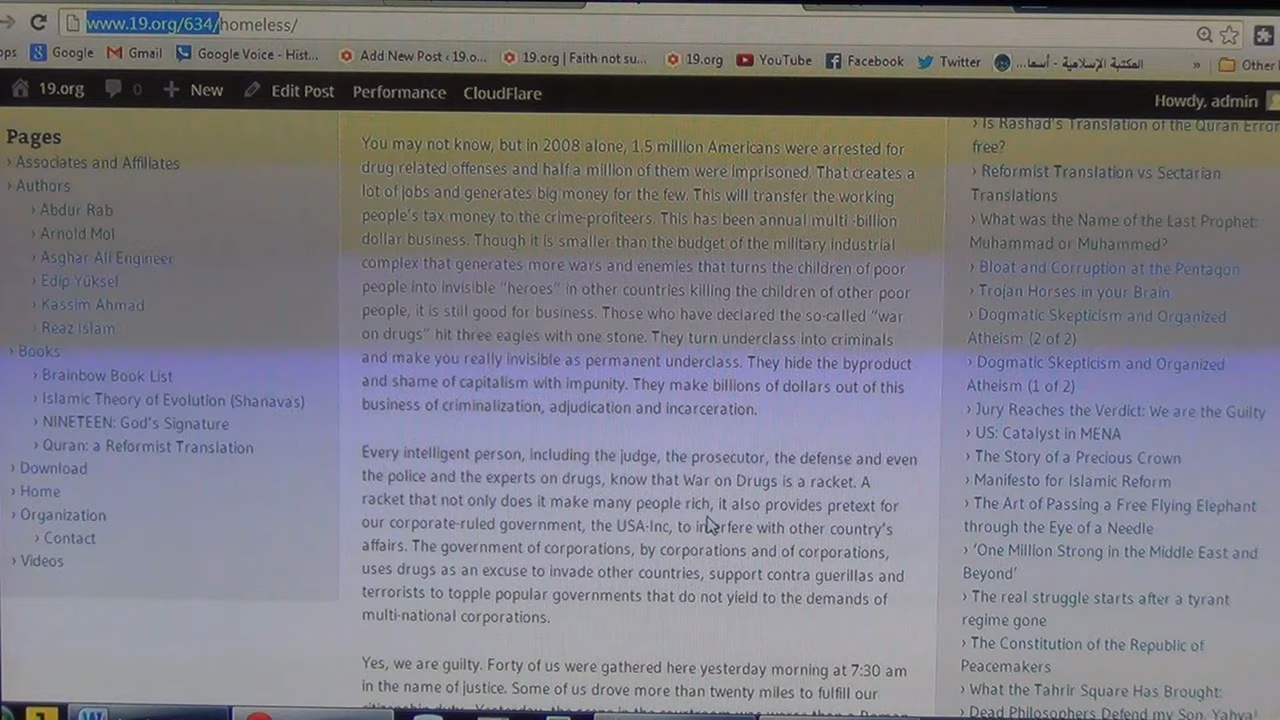 www.19.org/634/homeless/
Google Gmail Google Voice - Hist... Add New Post ‹ 19.o... 19.org | Faith not su... 19.org YouTube Facebook Twitter المكتبة الإسلامية - أسما... » Other
19.org 0 + New Edit Post Performance CloudFlare Howdy, admin
Pages
› Associates and Affiliates
› Authors
› Abdur Rab
› Arnold Mol
› Asghar Ali Engineer
› Edip Yüksel
› Kassim Ahmad
› Reaz Islam
› Books
› Brainbow Book List
› Islamic Theory of Evolution (Shanavas)
› NINETEEN: God's Signature
› Quran: a Reformist Translation
› Download
› Home
› Organization
› Contact
› Videos
You may not know, but in 2008 alone, 1.5 million Americans were arrested for
drug related offenses and half a million of them were imprisoned. That creates a
lot of jobs and generates big money for the few. This will transfer the working
people's tax money to the crime-profiteers. This has been annual multi -billion
dollar business. Though it is smaller than the budget of the military industrial
complex that generates more wars and enemies that turns the children of poor
people into invisible "heroes" in other countries killing the children of other poor
people, it is still good for business. Those who have declared the so-called "war
on drugs" hit three eagles with one stone. They turn underclass into criminals
and make you really invisible as permanent underclass. They hide the byproduct
and shame of capitalism with impunity. They make billions of dollars out of this
business of criminalization, adjudication and incarceration.
Every intelligent person, including the judge, the prosecutor, the defense and even
the police and the experts on drugs, know that War on Drugs is a racket. A
racket that not only does it make many people rich, it also provides pretext for
our corporate-ruled government, the USA-Inc, to interfere with other country's
affairs. The government of corporations, by corporations and of corporations,
uses drugs as an excuse to invade other countries, support contra guerillas and
terrorists to topple popular governments that do not yield to the demands of
multi-national corporations.
Yes, we are guilty. Forty of us were gathered here yesterday morning at 7:30 am
in the name of justice. Some of us drove more than twenty miles to fulfill our
› Is Rashad's Translation of the Quran Error
free?
› Reformist Translation vs Sectarian
Translations
› What was the Name of the Last Prophet:
Muhammad or Muhammed?
› Bloat and Corruption at the Pentagon
› Trojan Horses in your Brain
› Dogmatic Skepticism and Organized
Atheism (2 of 2)
› Dogmatic Skepticism and Organized
Atheism (1 of 2)
› Jury Reaches the Verdict: We are the Guilty
› US: Catalyst in MENA
› The Story of a Precious Crown
› Manifesto for Islamic Reform
› The Art of Passing a Free Flying Elephant
through the Eye of a Needle
› 'One Million Strong in the Middle East and
Beyond'
› The real struggle starts after a tyrant
regime gone
› The Constitution of the Republic of
Peacemakers
› What the Tahrir Square Has Brought:
› Dead Philosophers Defend my Son, Yahya!